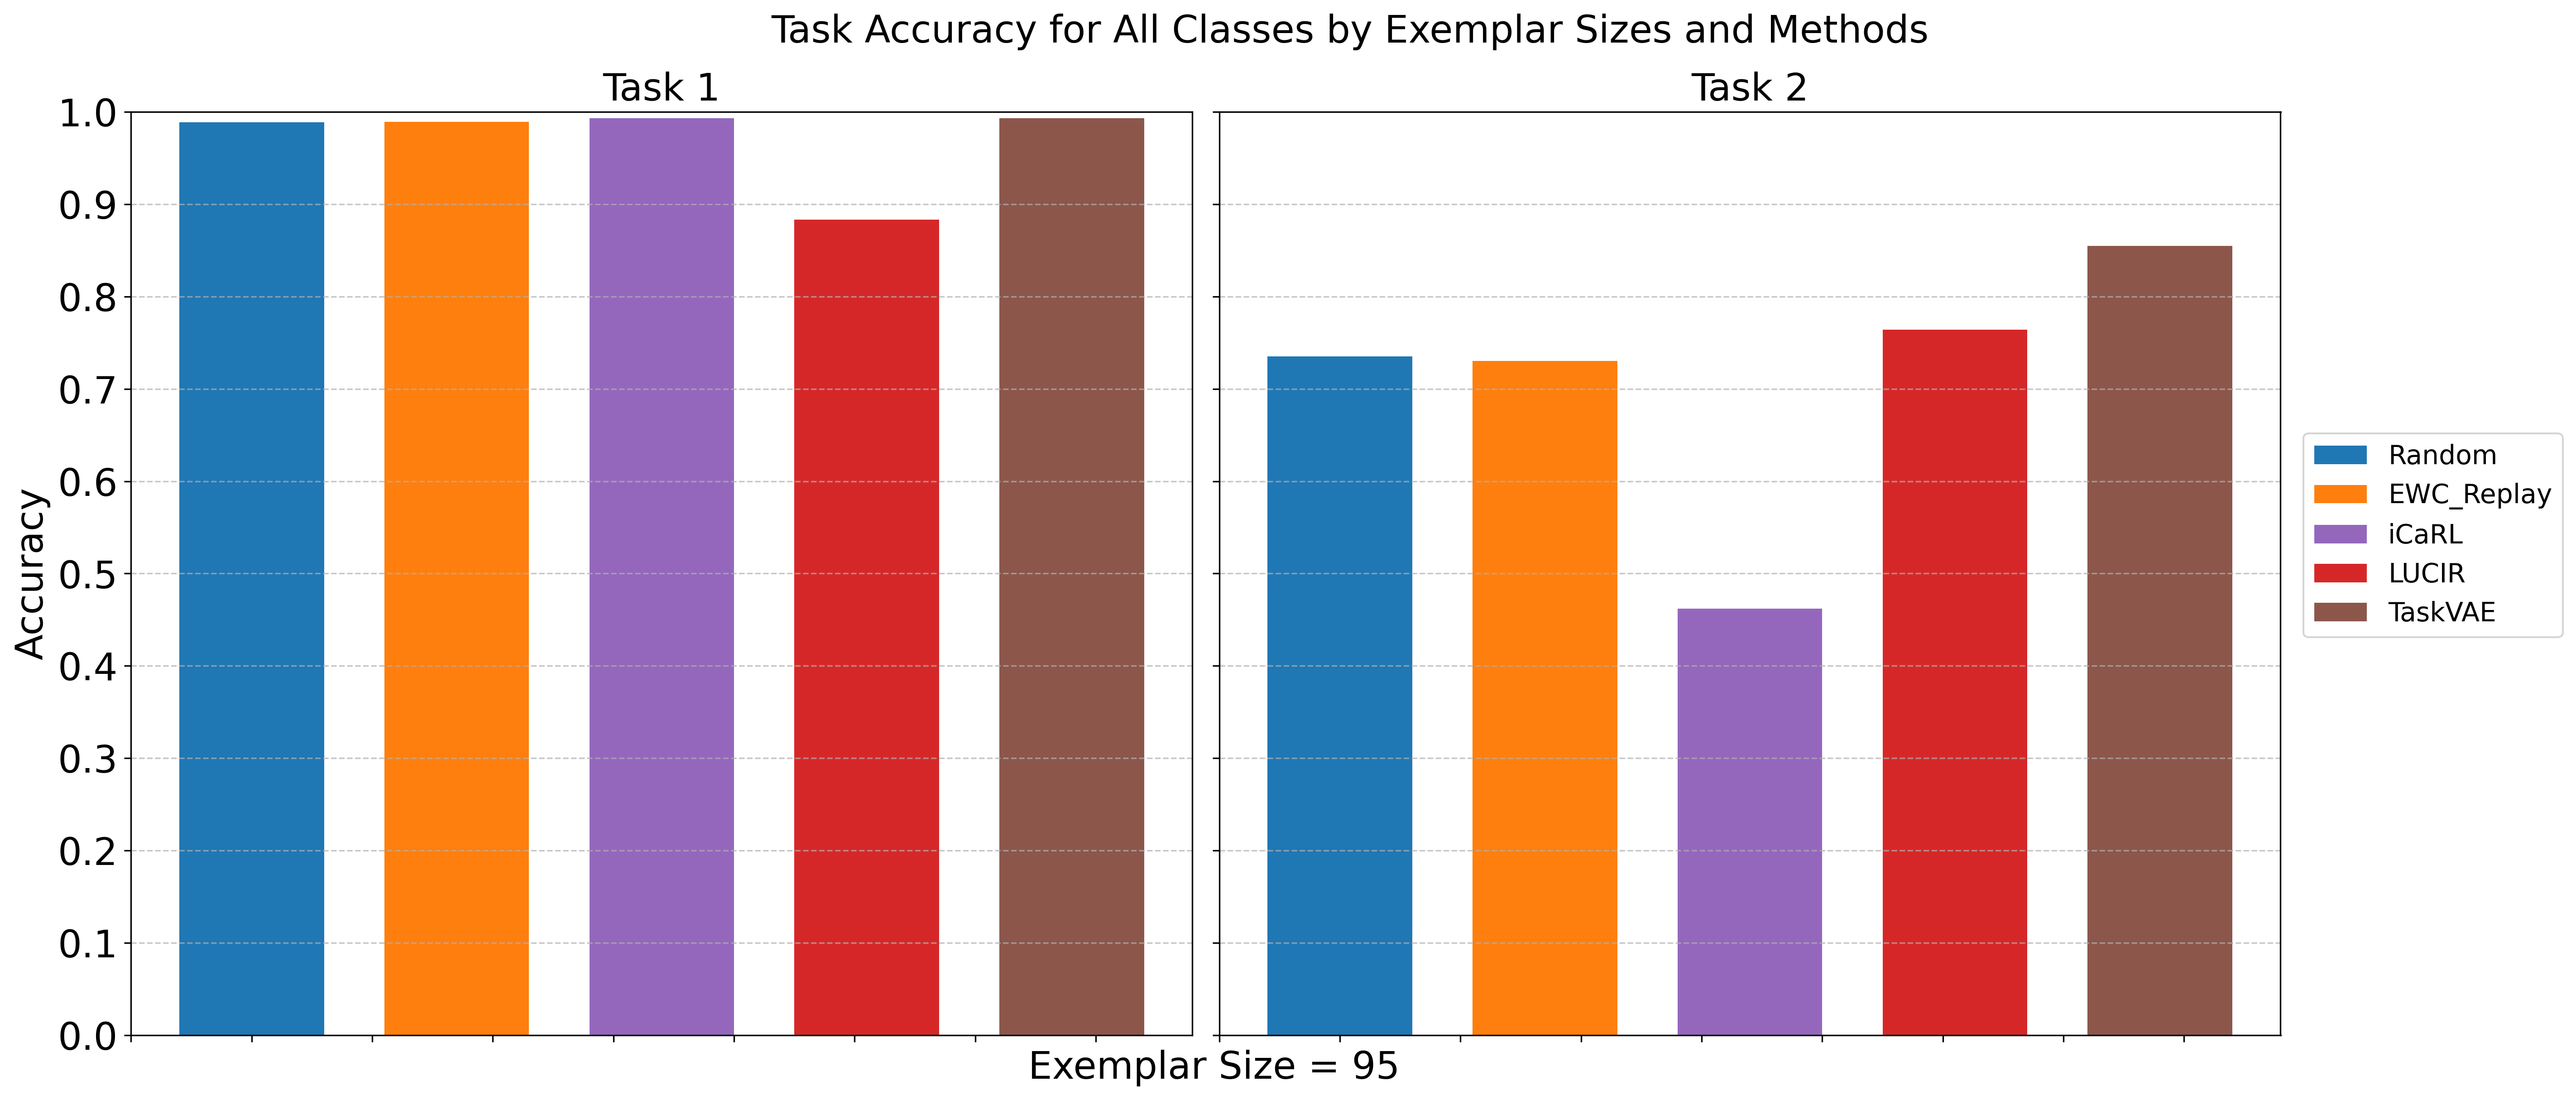 Task Accuracy for All Classes by Exemplar Sizes and Methods
Task 1
Task 2
1.0
0.9
0.8
0.7
0.6
0.5
0.4
0.3
0.2
0.1
0.0
Accuracy
Exemplar Size = 95
Random
EWC_Replay
iCaRL
LUCIR
TaskVAE